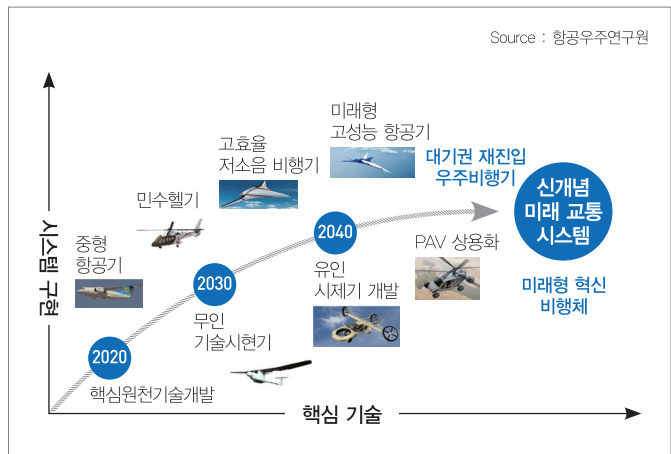 Source : 항공우주연구원
미래형
고성능 항공기
고효율
저소음 비행기
대기권 재진입
우주비행기
신개념
미래 교통
시스템
민수헬기
중형
항공기
2040
PAV 상용화
유인
시제기 개발
2030
미래형 혁신
비행체
무인
기술시현기
2020
핵심원천기술개발
시스템 구현
핵심 기술